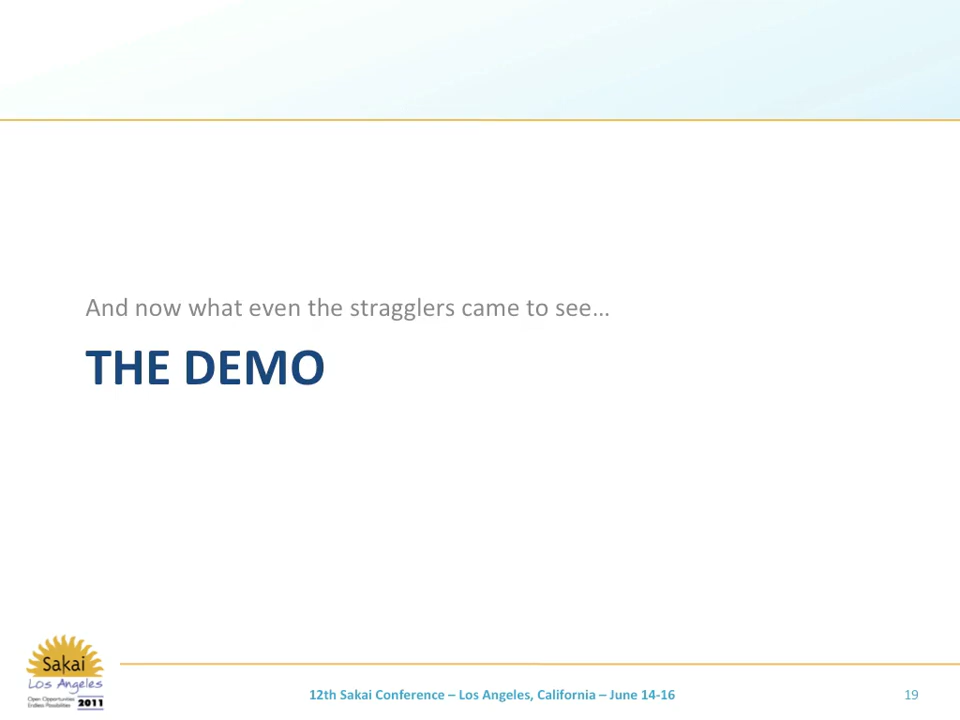 And now what even the stragglers came to see…
THE DEMO
Sakai
Los Angeles
Open Opportunities
Endless Possibilities 2011
12th Sakai Conference – Los Angeles, California – June 14-16
19